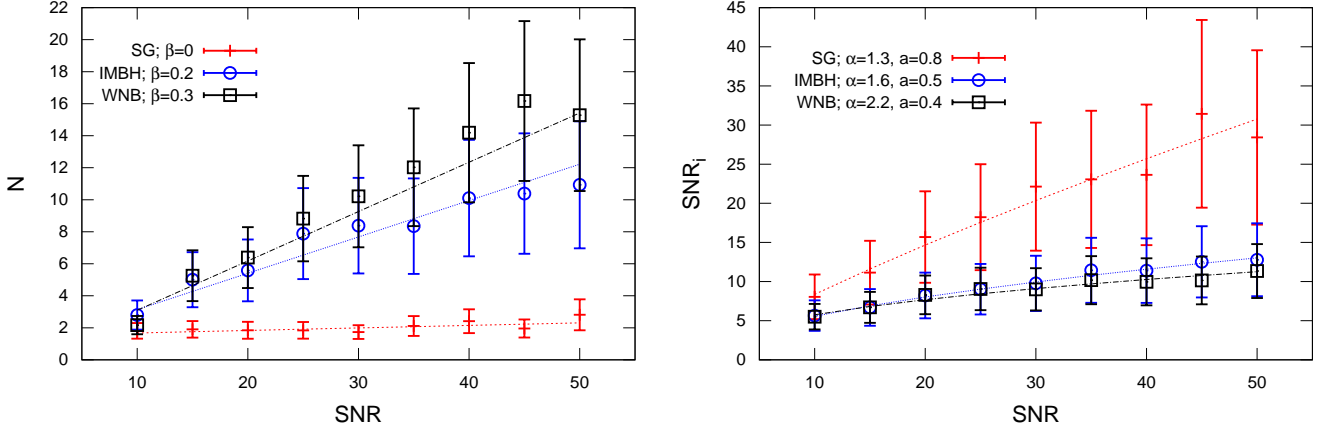 22
20
18
16
14
12
10
8
6
4
2
0
N
SG; β=0
IMBH; β=0.2
WNB; β=0.3
10 20 30 40 50
SNR
45
40
35
30
25
20
15
10
5
0
SNRi
SG; α=1.3, a=0.8
IMBH; α=1.6, a=0.5
WNB; α=2.2, a=0.4
10 20 30 40 50
SNR